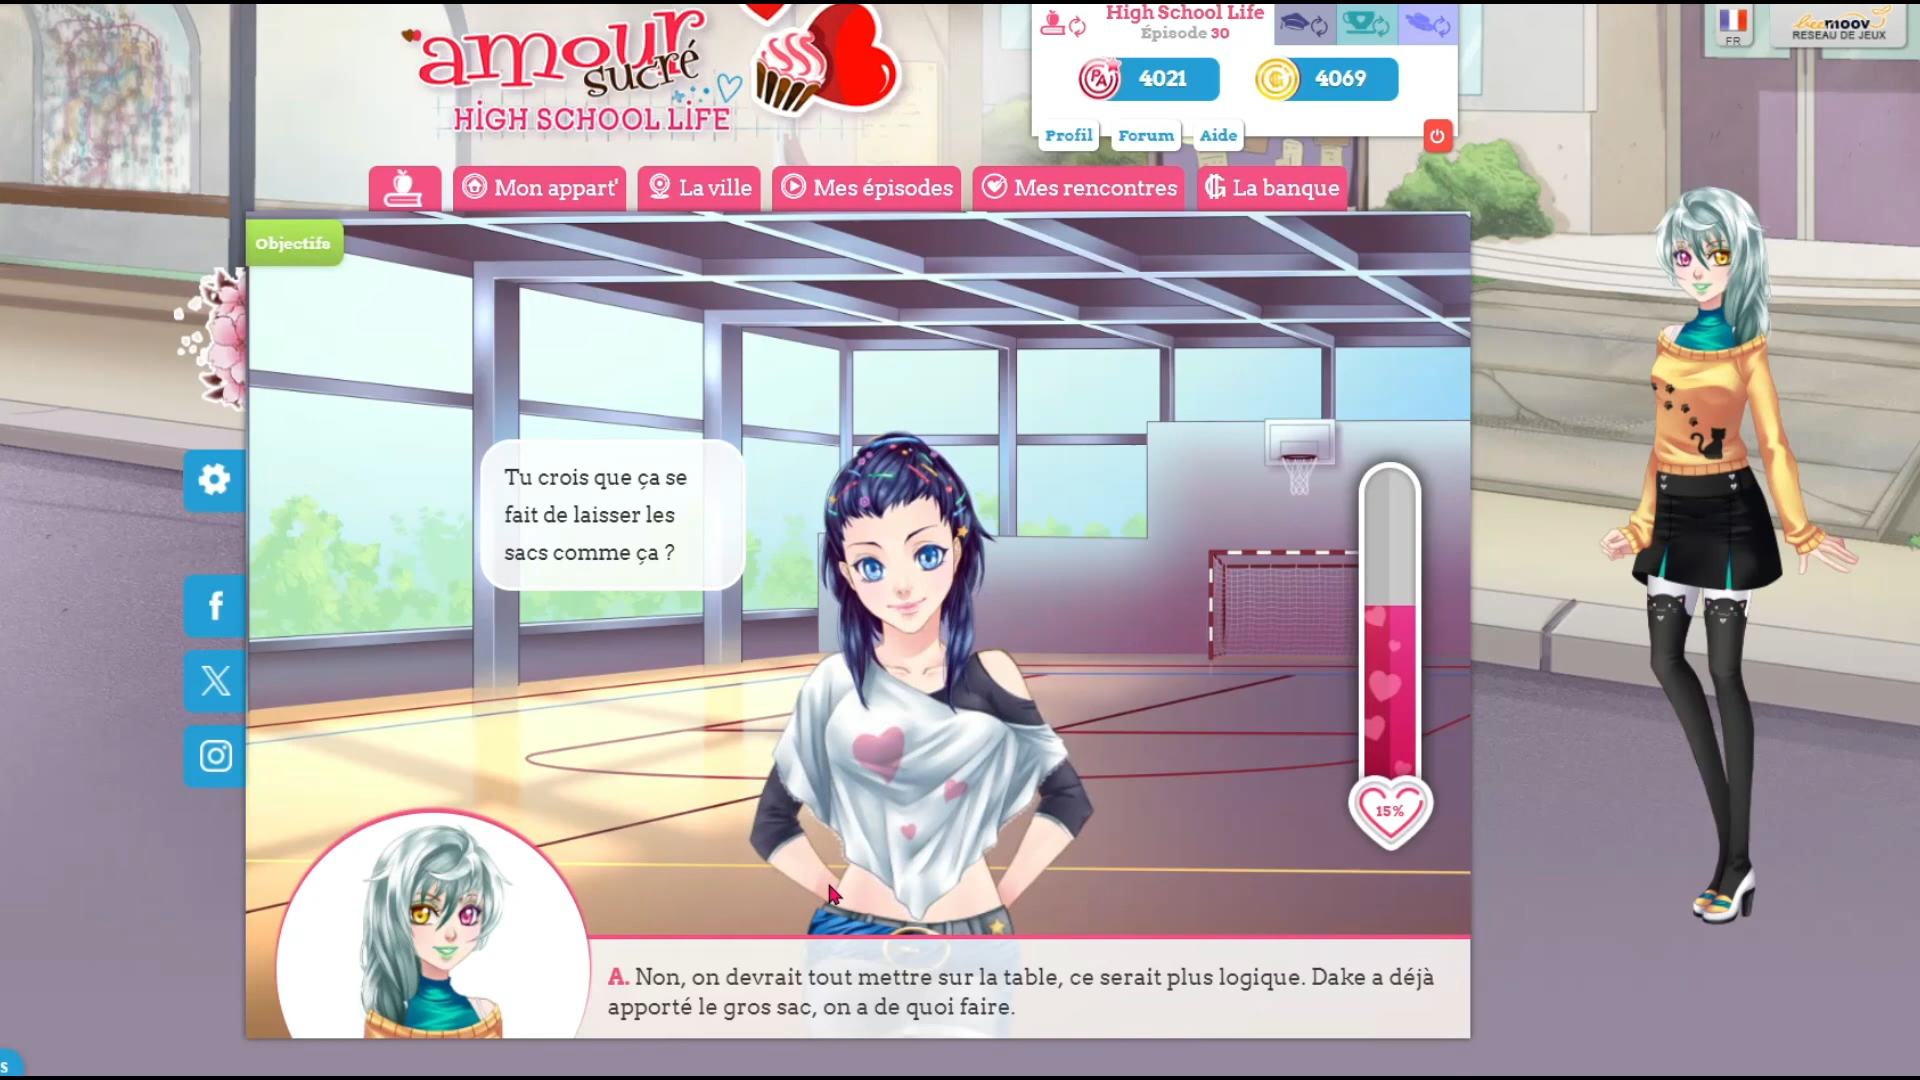 amour
sucré
HIGH SCHOOL LIFE
High School Life
Épisode 30
PA
4021
4069
Profil
Forum
Aide
FR
beemoov
RESEAU DE JEUX
Mon appart'
La ville
Mes épisodes
Mes rencontres
La banque
Objectifs
Tu crois que ça se
fait de laisser les
sacs comme ça ?
15%
A. Non, on devrait tout mettre sur la table, ce serait plus logique. Dake a déjà
apporté le gros sac, on a de quoi faire.
s